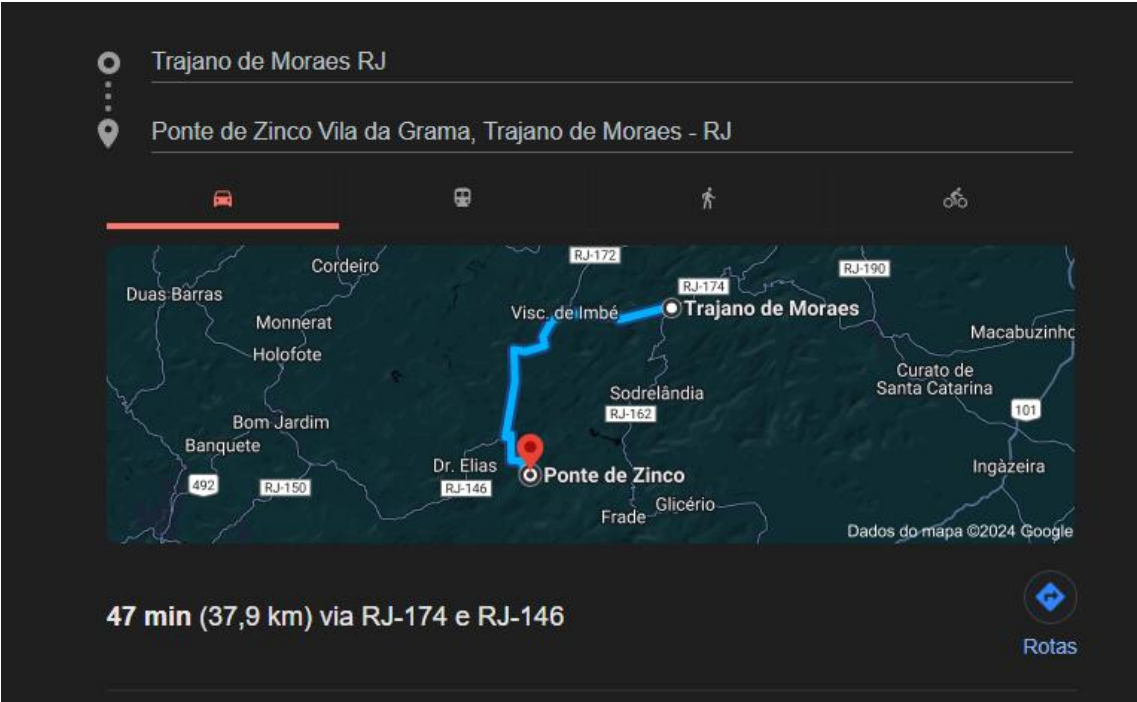 Trajano de Moraes RJ
Ponte de Zinco Vila da Grama, Trajano de Moraes - RJ
RJ-172
Cordeiro
RJ-190
RJ-174
Duas Barras
Visc. de Imbé
Trajano de Moraes
Monnerat
Macabuzinho
Holofote
Curato de
Santa Catarina
Sodrelândia
RJ-162
101
Bom Jardim
Banquete
Dr. Elias
Ingàzeira
Ponte de Zinco
492
RJ-150
RJ-146
Glicério
Frade
Dados do mapa ©2024 Google
47 min (37,9 km) via RJ-174 e RJ-146
Rotas